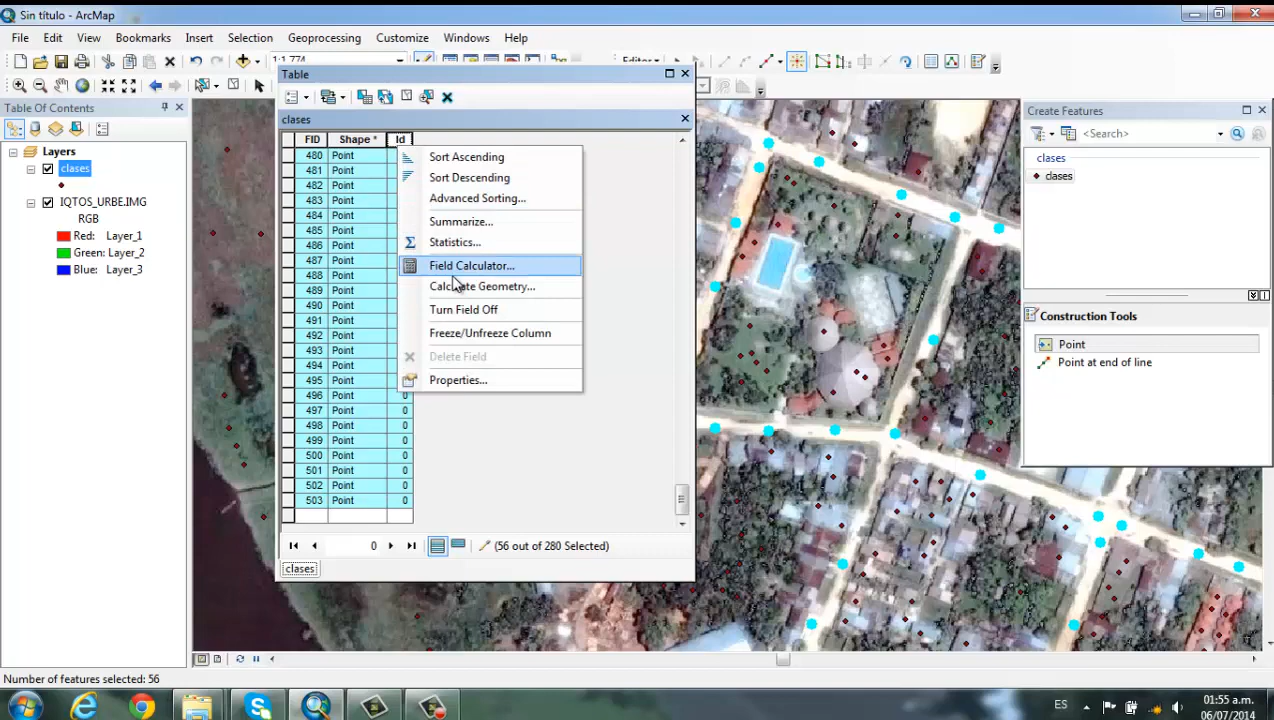 Sin título - ArcMap
File Edit View Bookmarks Insert Selection Geoprocessing Customize Windows Help
1:1,774
Editor
Table Of Contents
Layers
clases
IQTOS_URBE.IMG
RGB
Red: Layer_1
Green: Layer_2
Blue: Layer_3
Table
clases
FID Shape * Id
480 Point
481 Point
482 Point
483 Point
484 Point
485 Point
486 Point
487 Point
488 Point
489 Point
490 Point
491 Point
492 Point
493 Point
494 Point
495 Point
496 Point 0
497 Point 0
498 Point 0
499 Point 0
500 Point 0
501 Point 0
502 Point 0
503 Point 0
Sort Ascending
Sort Descending
Advanced Sorting...
Summarize...
Statistics...
Field Calculator...
Calculate Geometry...
Turn Field Off
Freeze/Unfreeze Column
Delete Field
Properties...
0
(56 out of 280 Selected)
clases
Create Features
<Search>
clases
clases
Construction Tools
Point
Point at end of line
Number of features selected: 56
ES
01:55 a.m.
06/07/2014